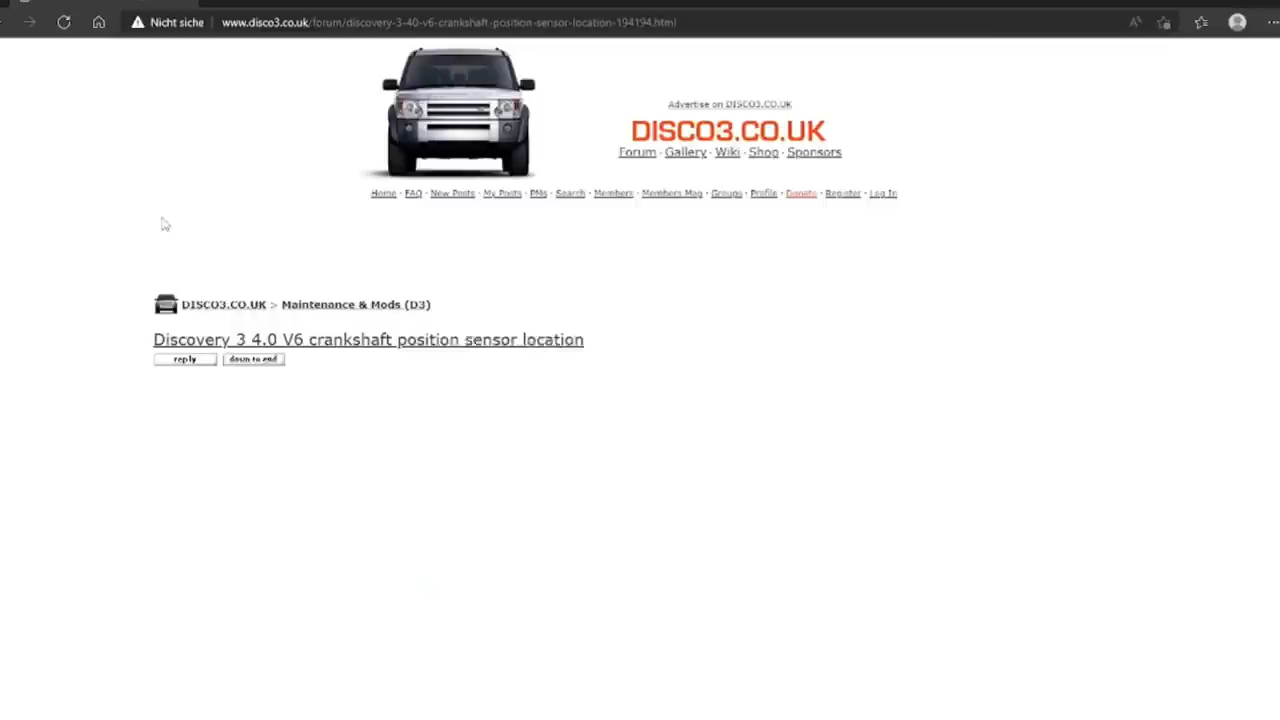 Nicht siche www.disco3.co.uk/forum/discovery-3-40-v6-crankshaft-position-sensor-location-194194.html
Advertise on DISCO3.CO.UK
DISCO3.CO.UK
Forum · Gallery · Wiki · Shop · Sponsors
Home · FAQ · New Posts · My Posts · PMs · Search · Members · Members Map · Groups · Profile · Donate · Register · Log In
DISCO3.CO.UK > Maintenance & Mods (D3)
Discovery 3 4.0 V6 crankshaft position sensor location
reply down to end